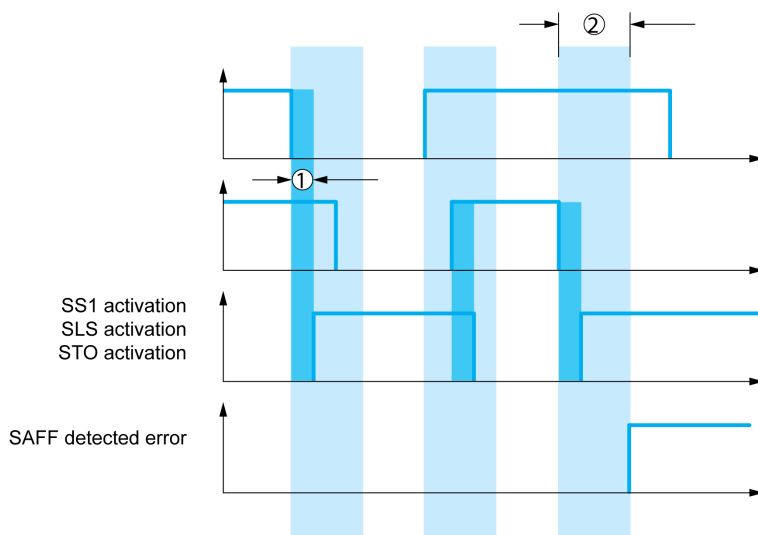 ②
①
SS1 activation
SLS activation
STO activation
SAFF detected error